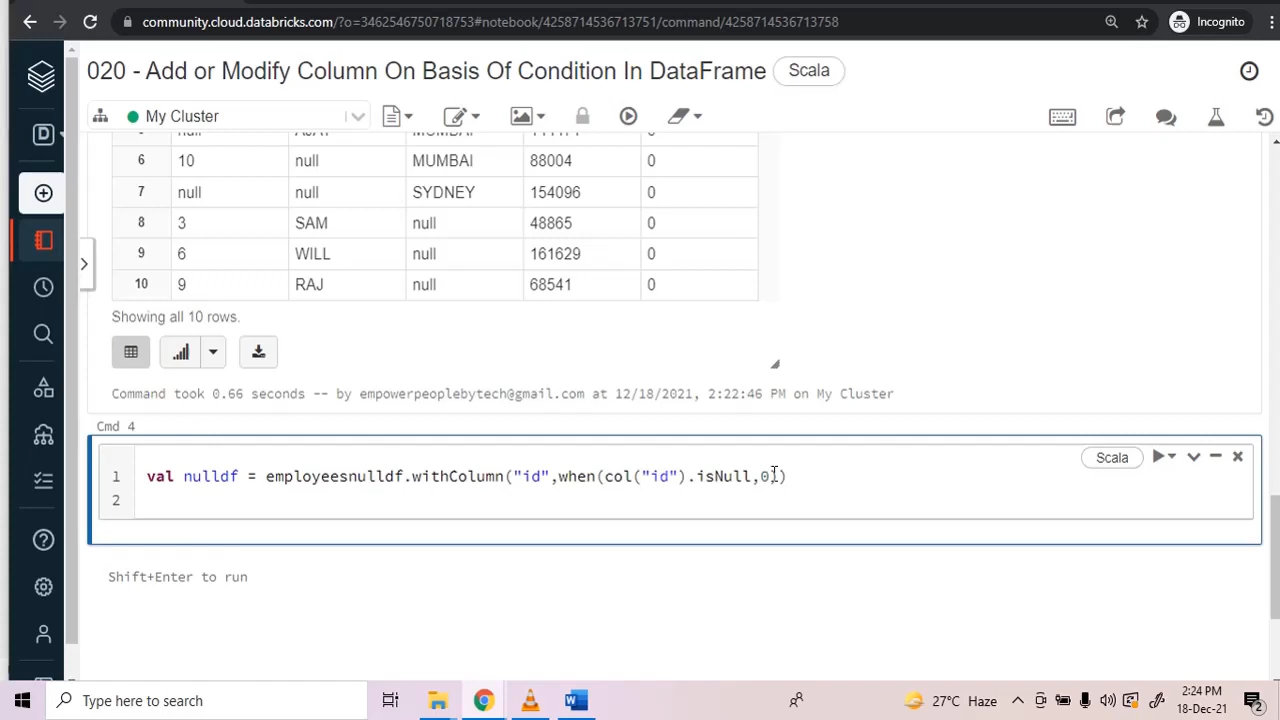 community.cloud.databricks.com/?o=3462546750718753#notebook/4258714536713751/command/4258714536713758
Incognito
020 - Add or Modify Column On Basis Of Condition In DataFrame
Scala
D
My Cluster
6 10 null MUMBAI 88004 0
7 null null SYDNEY 154096 0
8 3 SAM null 48865 0
9 6 WILL null 161629 0
10 9 RAJ null 68541 0
Showing all 10 rows.
Command took 0.66 seconds -- by empowerpeoplebytech@gmail.com at 12/18/2021, 2:22:46 PM on My Cluster
Cmd 4
Scala
1 val nulldf = employeesnulldf.withColumn("id",when(col("id").isNull,0))
2
Shift+Enter to run
Type here to search
27°C Haze
2:24 PM
18-Dec-21
2